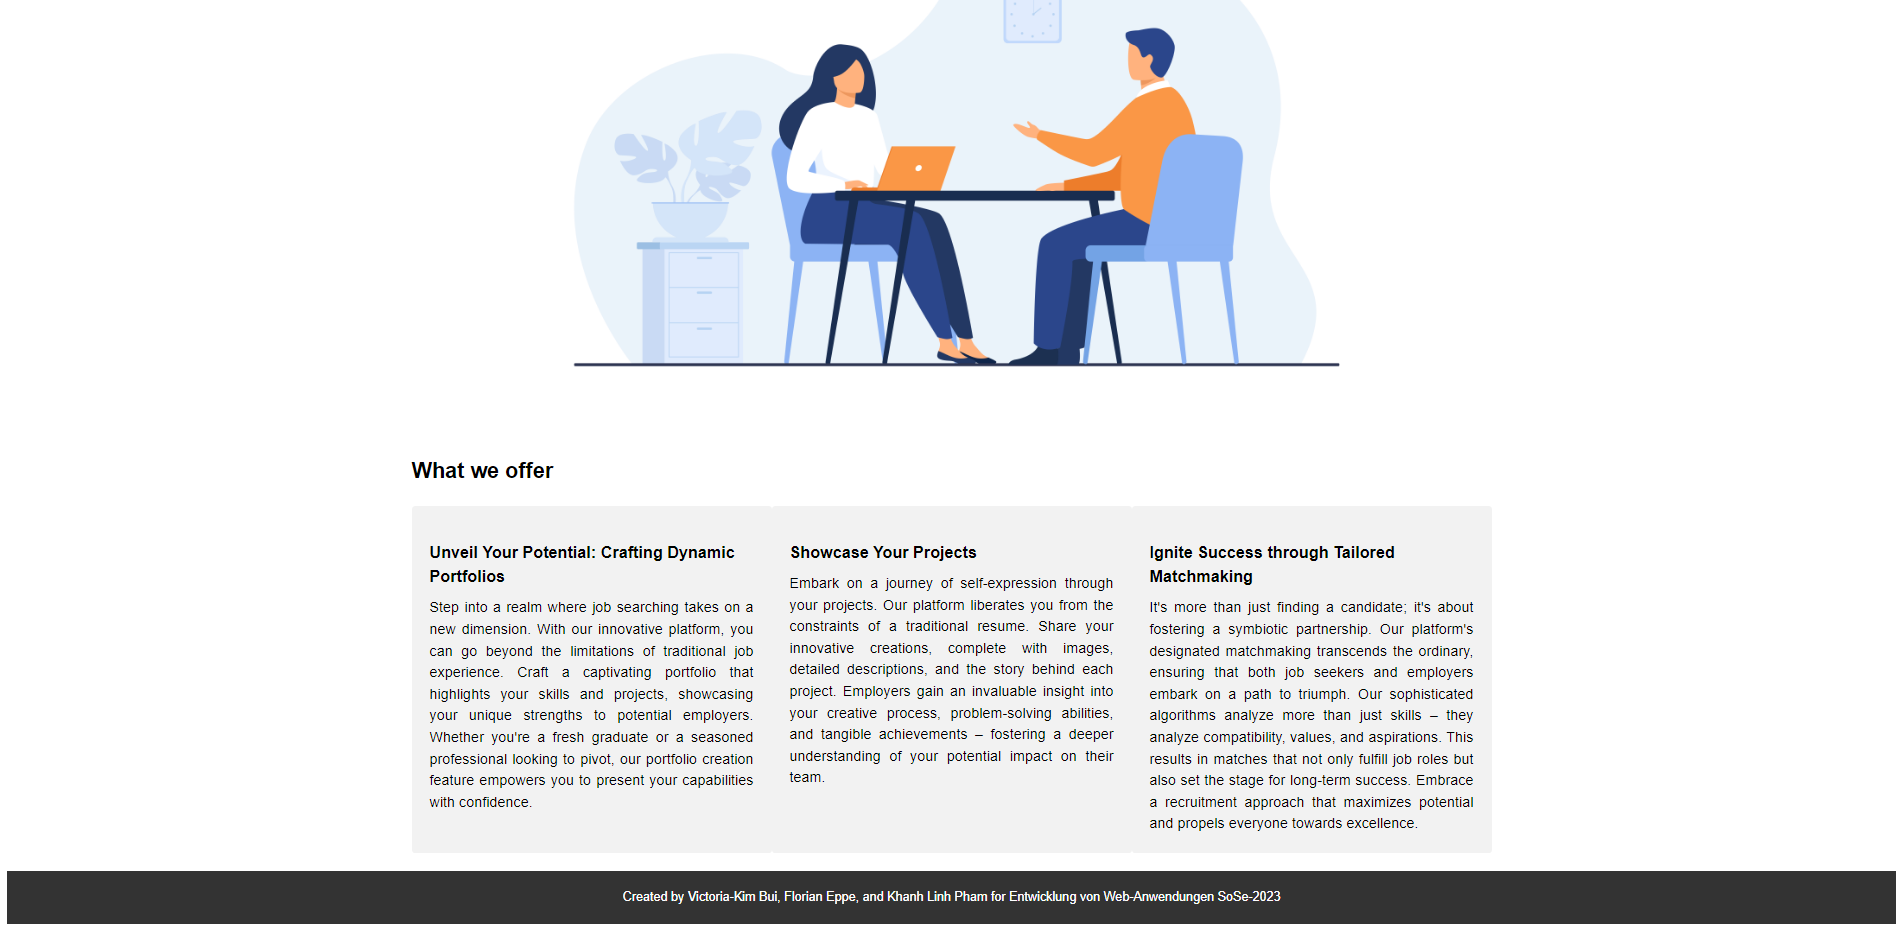 What we offer
Unveil Your Potential: Crafting Dynamic
Portfolios
Step into a realm where job searching takes on a
new dimension. With our innovative platform, you
can go beyond the limitations of traditional job
experience. Craft a captivating portfolio that
highlights your skills and projects, showcasing
your unique strengths to potential employers.
Whether you're a fresh graduate or a seasoned
professional looking to pivot, our portfolio creation
feature empowers you to present your capabilities
with confidence.
Showcase Your Projects
Embark on a journey of self-expression through
your projects. Our platform liberates you from the
constraints of a traditional resume. Share your
innovative creations, complete with images,
detailed descriptions, and the story behind each
project. Employers gain an invaluable insight into
your creative process, problem-solving abilities,
and tangible achievements – fostering a deeper
understanding of your potential impact on their
team.
Ignite Success through Tailored
Matchmaking
It's more than just finding a candidate; it's about
fostering a symbiotic partnership. Our platform's
designated matchmaking transcends the ordinary,
ensuring that both job seekers and employers
embark on a path to triumph. Our sophisticated
algorithms analyze more than just skills – they
analyze compatibility, values, and aspirations. This
results in matches that not only fulfill job roles but
also set the stage for long-term success. Embrace
a recruitment approach that maximizes potential
and propels everyone towards excellence.
Created by Victoria-Kim Bui, Florian Eppe, and Khanh Linh Pham for Entwicklung von Web-Anwendungen SoSe-2023